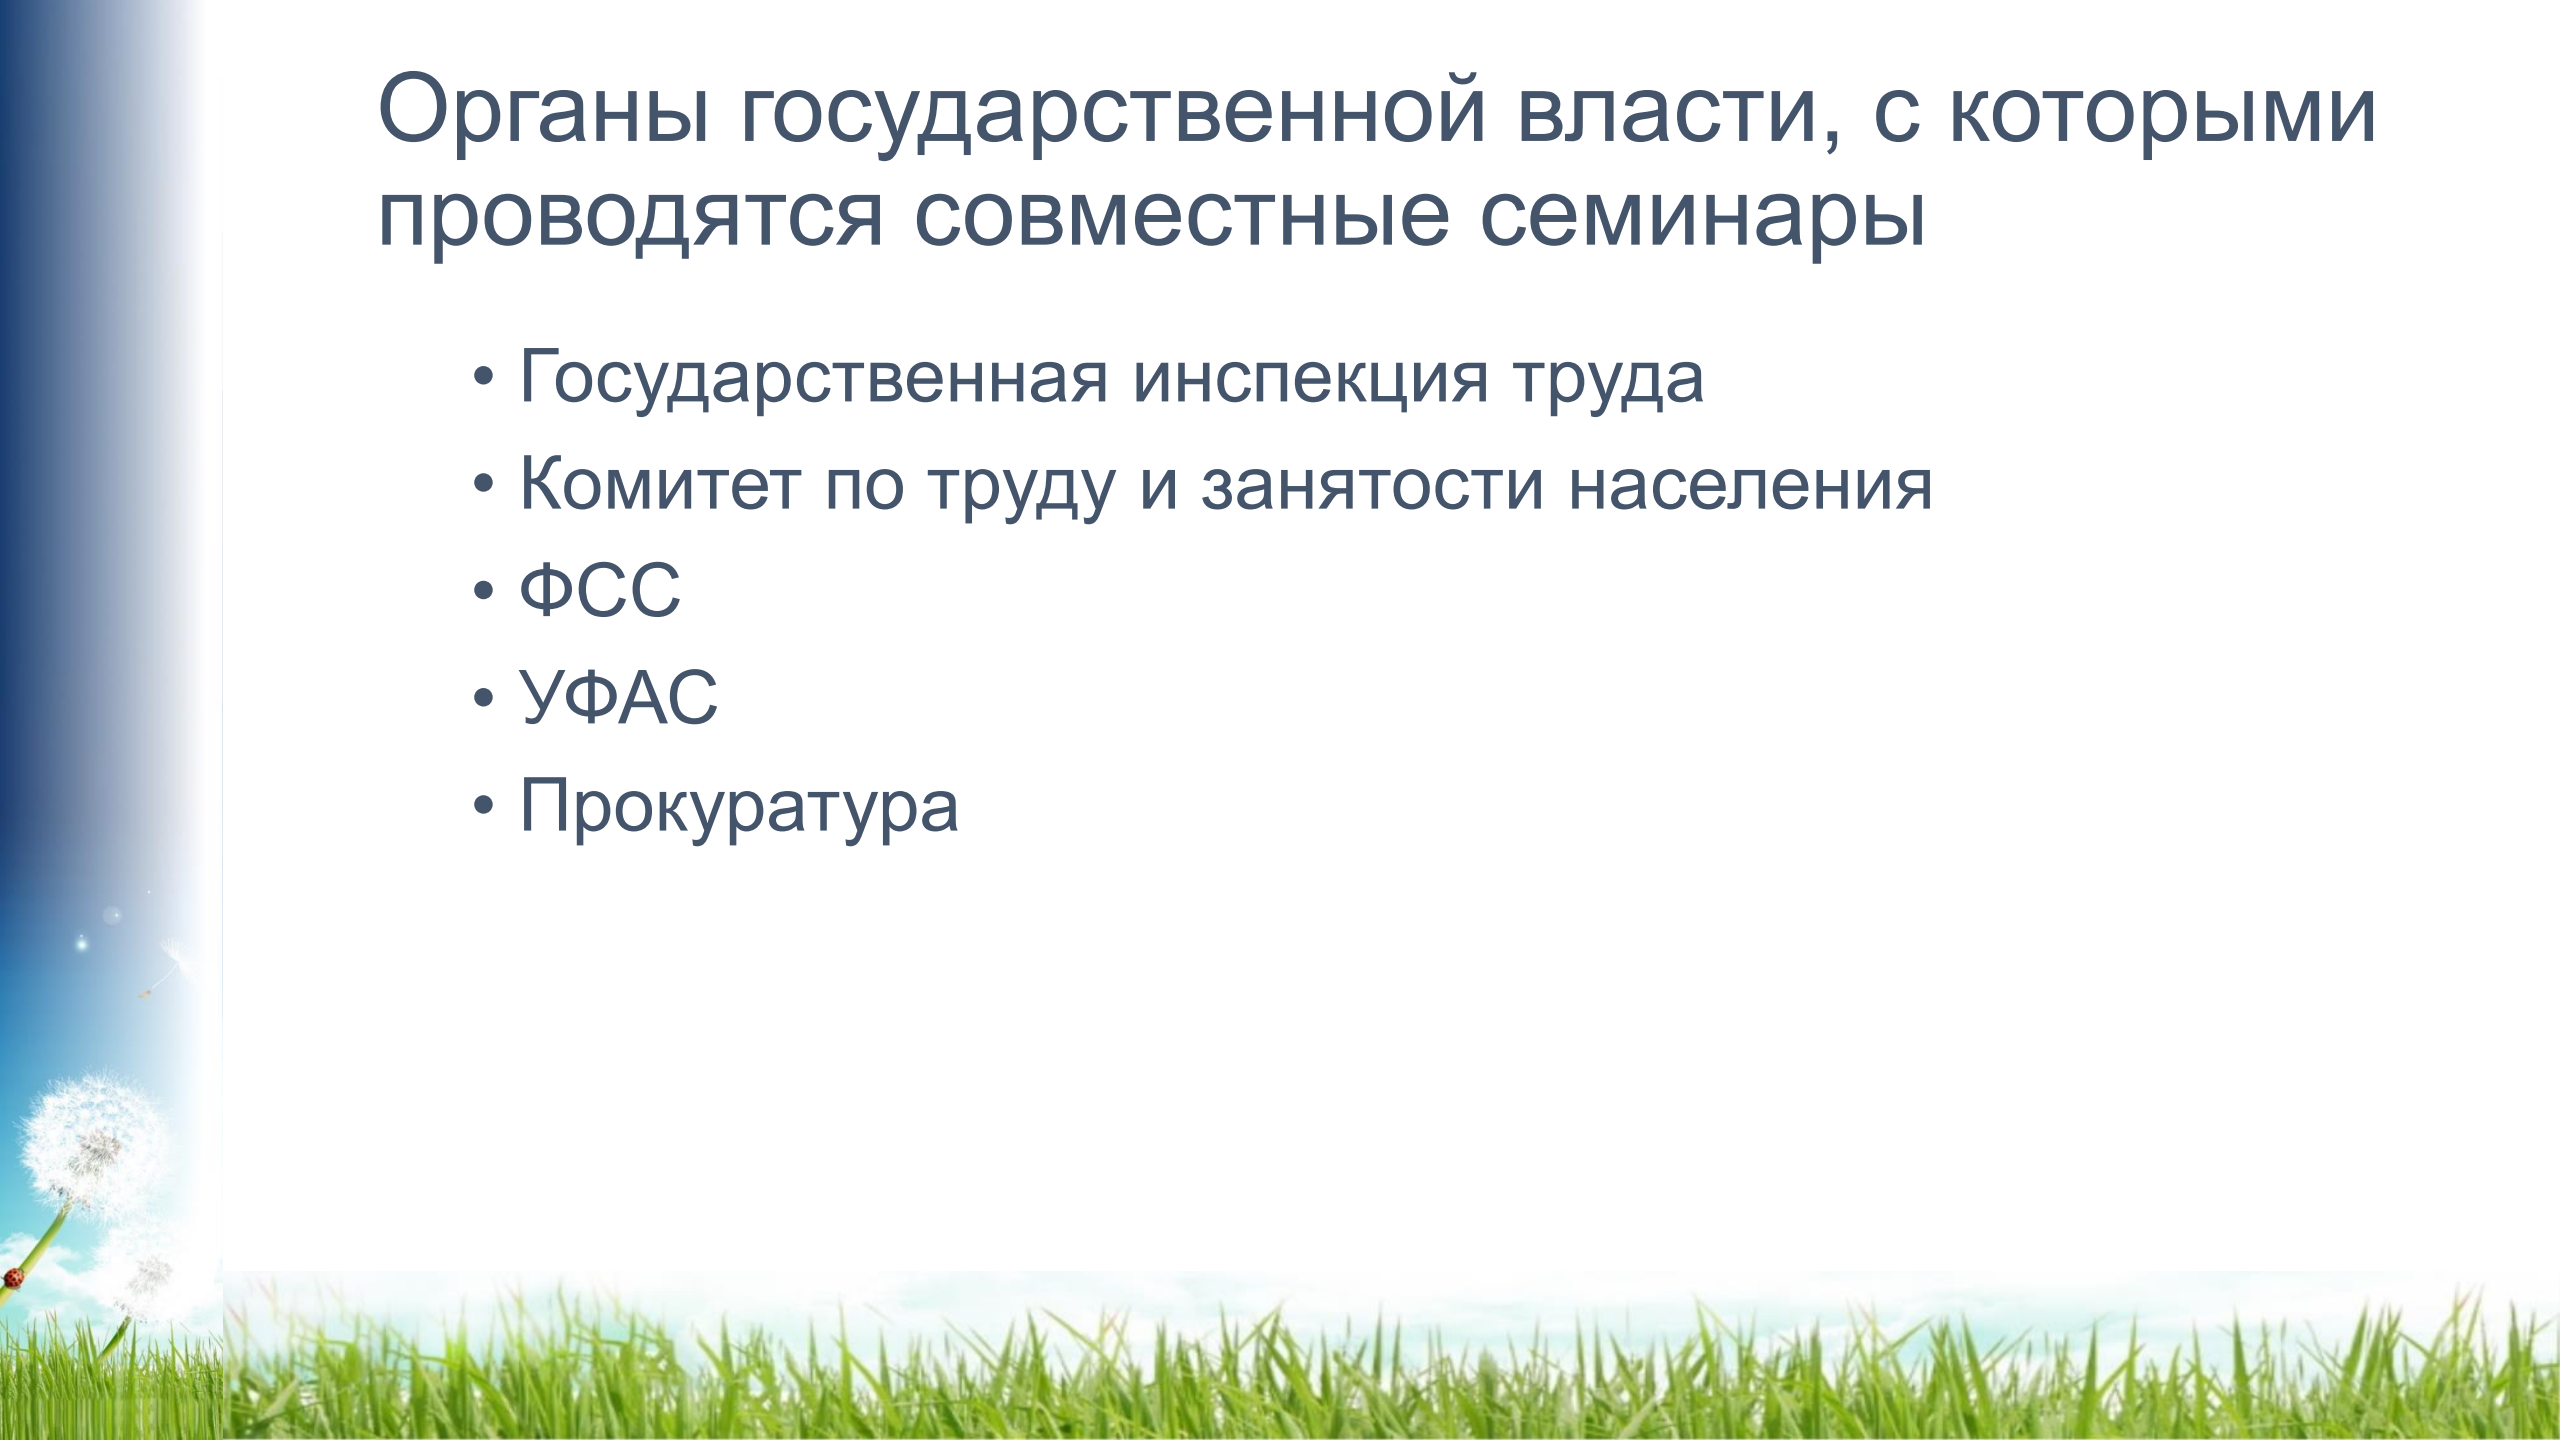 Органы государственной власти, с которыми
проводятся совместные семинары
• Государственная инспекция труда
• Комитет по труду и занятости населения
• ФСС
• УФАС
• Прокуратура